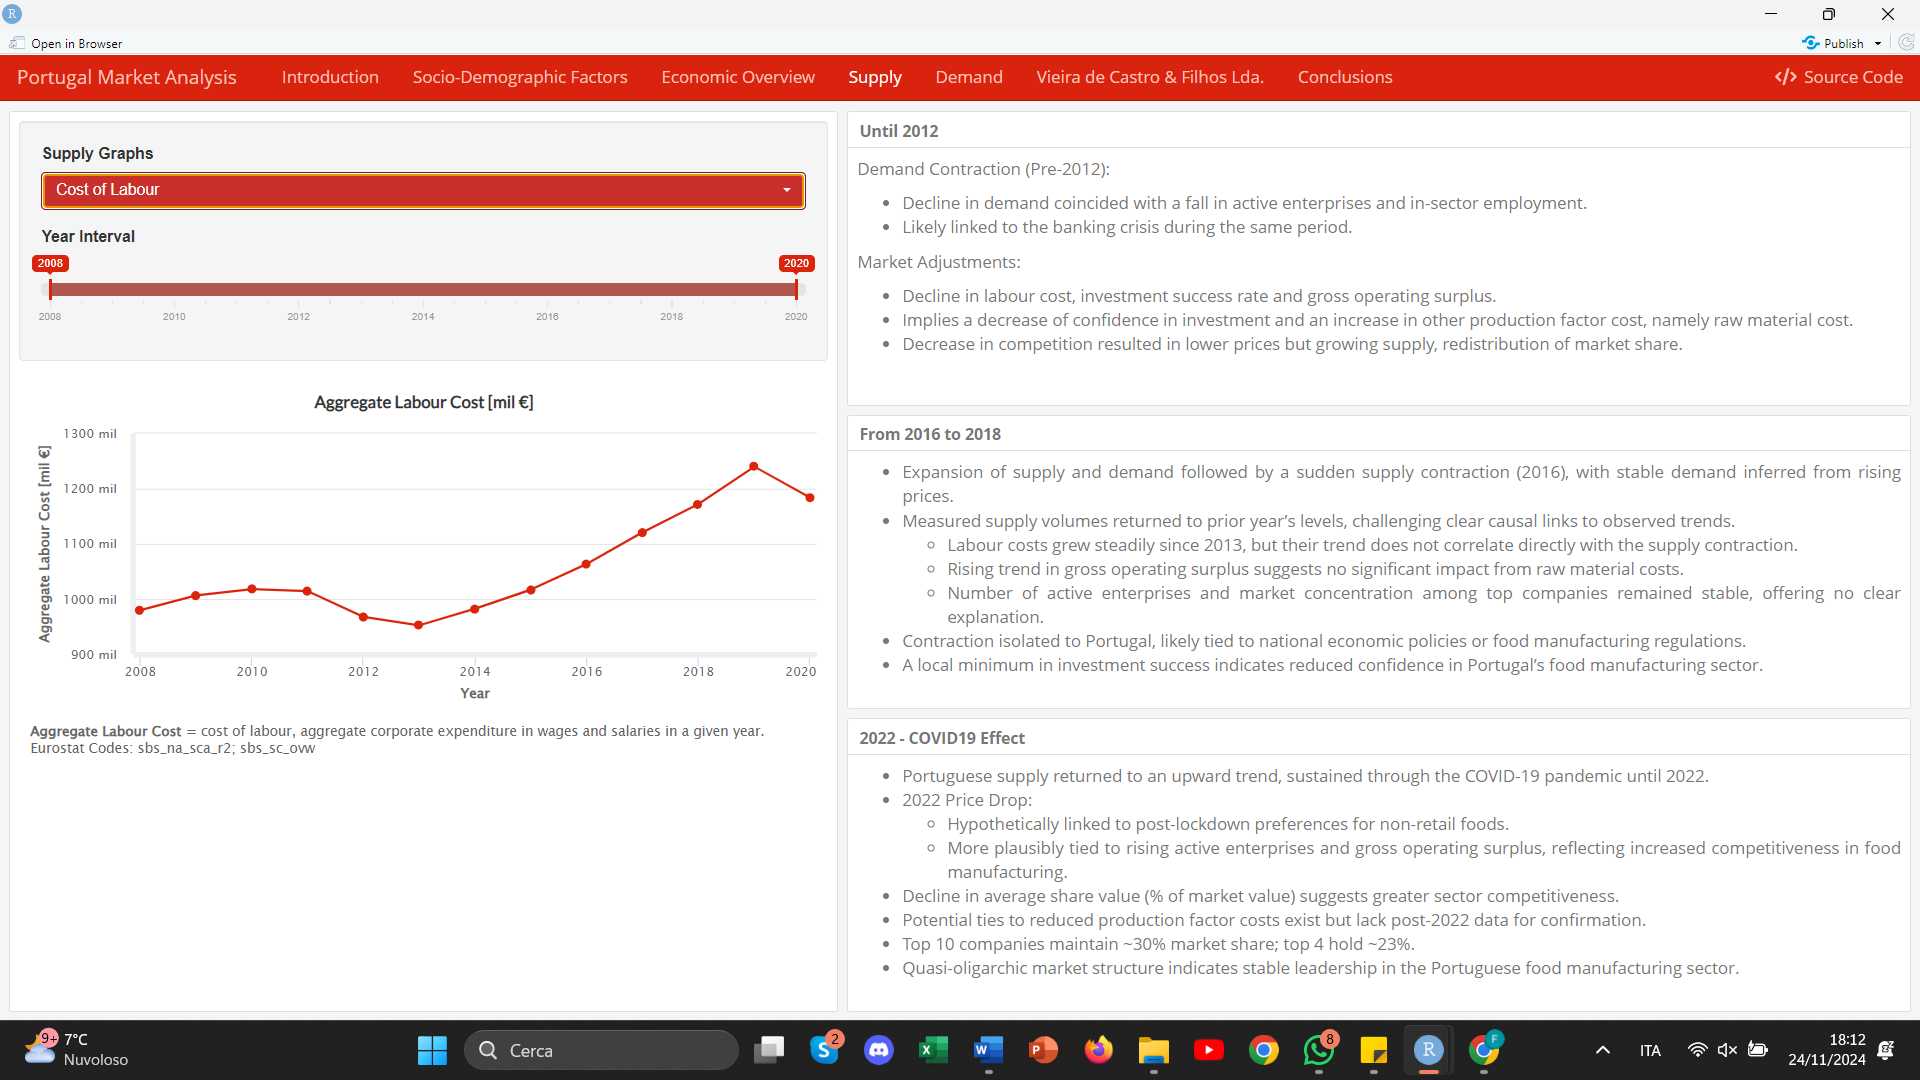 R
Open in Browser
Publish
Portugal Market Analysis
Introduction
Socio-Demographic Factors
Economic Overview
Supply
Demand
Vieira de Castro & Filhos Lda.
Conclusions
</> Source Code
Supply Graphs
Cost of Labour
Year Interval
2008
2020
2008 2010 2012 2014 2016 2018 2020
Aggregate Labour Cost [mil €]
Aggregate Labour Cost [mil €]
1300 mil
1200 mil
1100 mil
1000 mil
900 mil
2008 2010 2012 2014 2016 2018 2020
Year
Aggregate Labour Cost = cost of labour, aggregate corporate expenditure in wages and salaries in a given year.
Eurostat Codes: sbs_na_sca_r2; sbs_sc_ovw
Until 2012
Demand Contraction (Pre-2012):
• Decline in demand coincided with a fall in active enterprises and in-sector employment.
• Likely linked to the banking crisis during the same period.
Market Adjustments:
• Decline in labour cost, investment success rate and gross operating surplus.
• Implies a decrease of confidence in investment and an increase in other production factor cost, namely raw material cost.
• Decrease in competition resulted in lower prices but growing supply, redistribution of market share.
From 2016 to 2018
• Expansion of supply and demand followed by a sudden supply contraction (2016), with stable demand inferred from rising
prices.
• Measured supply volumes returned to prior year’s levels, challenging clear causal links to observed trends.
○ Labour costs grew steadily since 2013, but their trend does not correlate directly with the supply contraction.
○ Rising trend in gross operating surplus suggests no significant impact from raw material costs.
○ Number of active enterprises and market concentration among top companies remained stable, offering no clear
explanation.
• Contraction isolated to Portugal, likely tied to national economic policies or food manufacturing regulations.
• A local minimum in investment success indicates reduced confidence in Portugal’s food manufacturing sector.
2022 - COVID19 Effect
• Portuguese supply returned to an upward trend, sustained through the COVID-19 pandemic until 2022.
• 2022 Price Drop:
○ Hypothetically linked to post-lockdown preferences for non-retail foods.
○ More plausibly tied to rising active enterprises and gross operating surplus, reflecting increased competitiveness in food
manufacturing.
• Decline in average share value (% of market value) suggests greater sector competitiveness.
• Potential ties to reduced production factor costs exist but lack post-2022 data for confirmation.
• Top 10 companies maintain ~30% market share; top 4 hold ~23%.
• Quasi-oligarchic market structure indicates stable leadership in the Portuguese food manufacturing sector.
9+
7°C
Nuvoloso
Cerca
S
2
X
W
P
8
R
F
ITA
18:12
24/11/2024